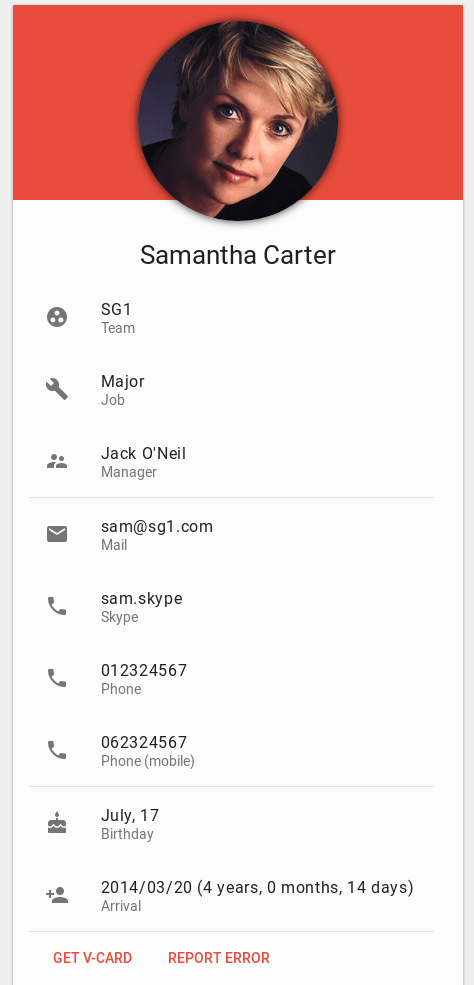 Samantha Carter
SG1
Team
Major
Job
Jack O'Neil
Manager
sam@sg1.com
Mail
sam.skype
Skype
012324567
Phone
062324567
Phone (mobile)
July, 17
Birthday
2014/03/20 (4 years, 0 months, 14 days)
Arrival
GET V-CARD REPORT ERROR